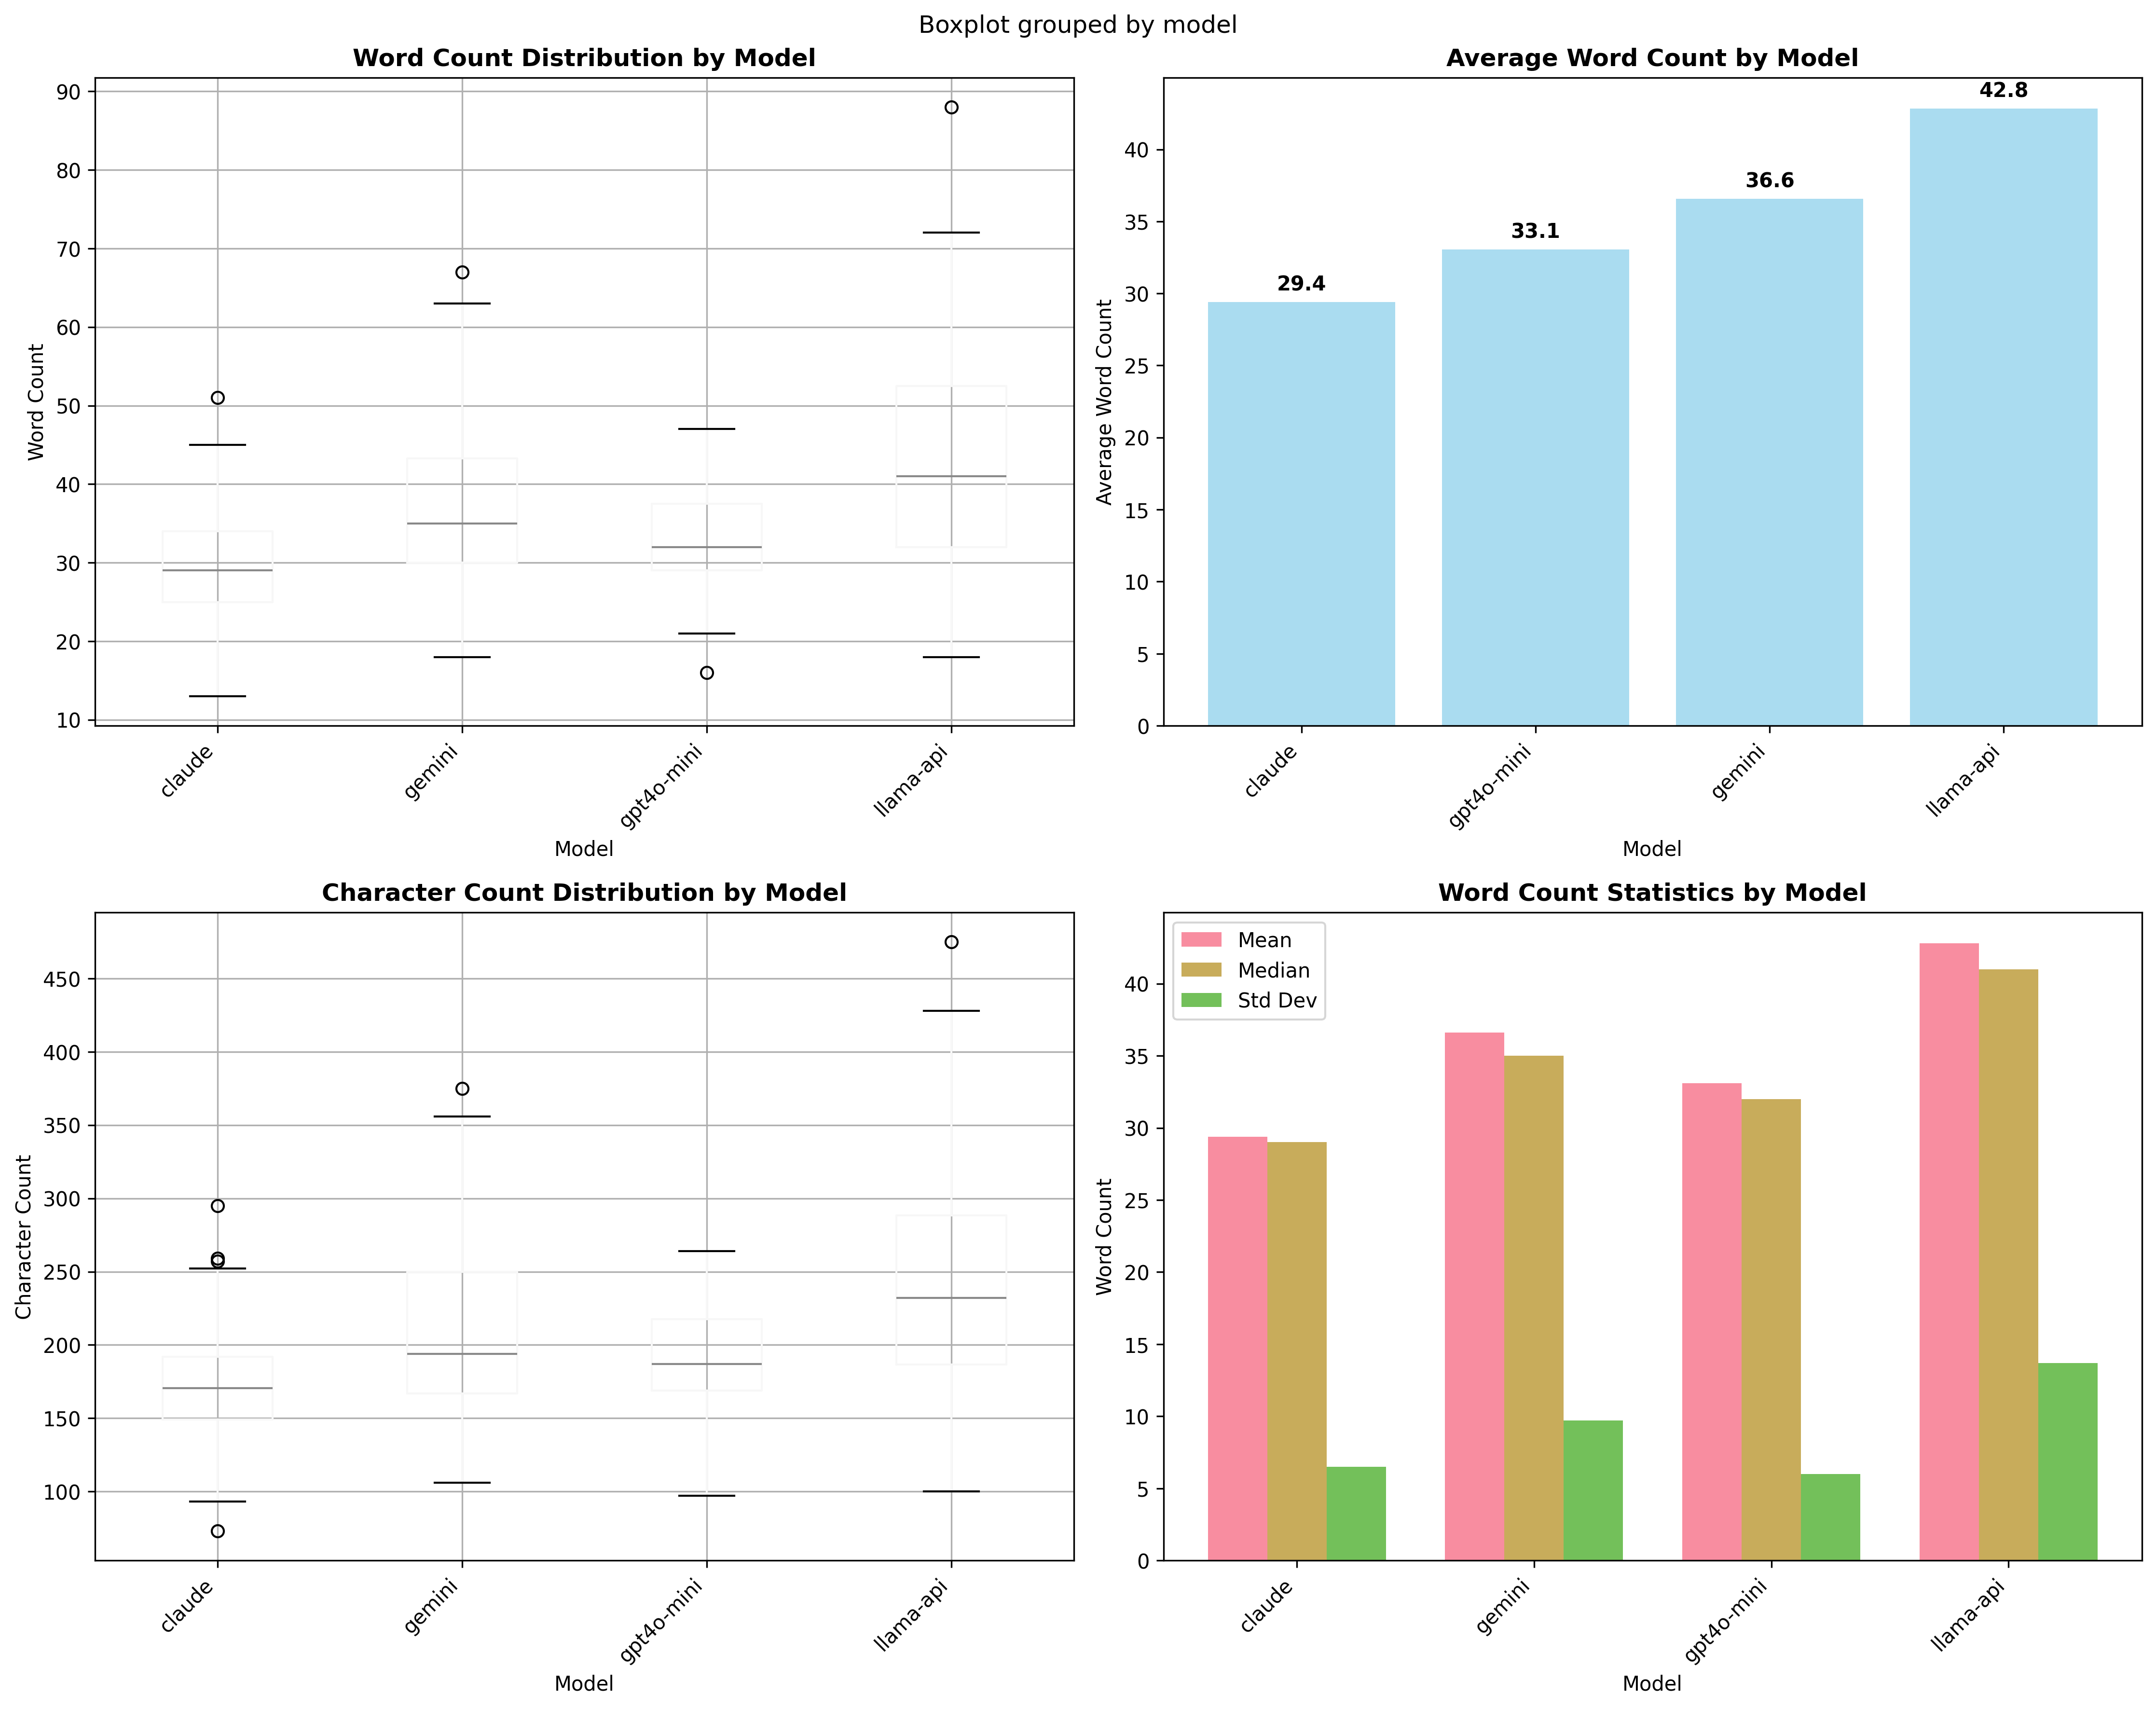 Boxplot grouped by model
Word Count Distribution by Model
90
80
70
60
50
40
30
20
10
Word Count
claude
gemini
gpt4o-mini
llama-api
Model
Average Word Count by Model
42.8
36.6
33.1
29.4
40
35
30
25
20
15
10
5
0
Average Word Count
claude
gpt4o-mini
gemini
llama-api
Model
Character Count Distribution by Model
450
400
350
300
250
200
150
100
Character Count
claude
gemini
gpt4o-mini
llama-api
Model
Word Count Statistics by Model
Mean
Median
Std Dev
40
35
30
25
20
15
10
5
0
Word Count
claude
gemini
gpt4o-mini
llama-api
Model